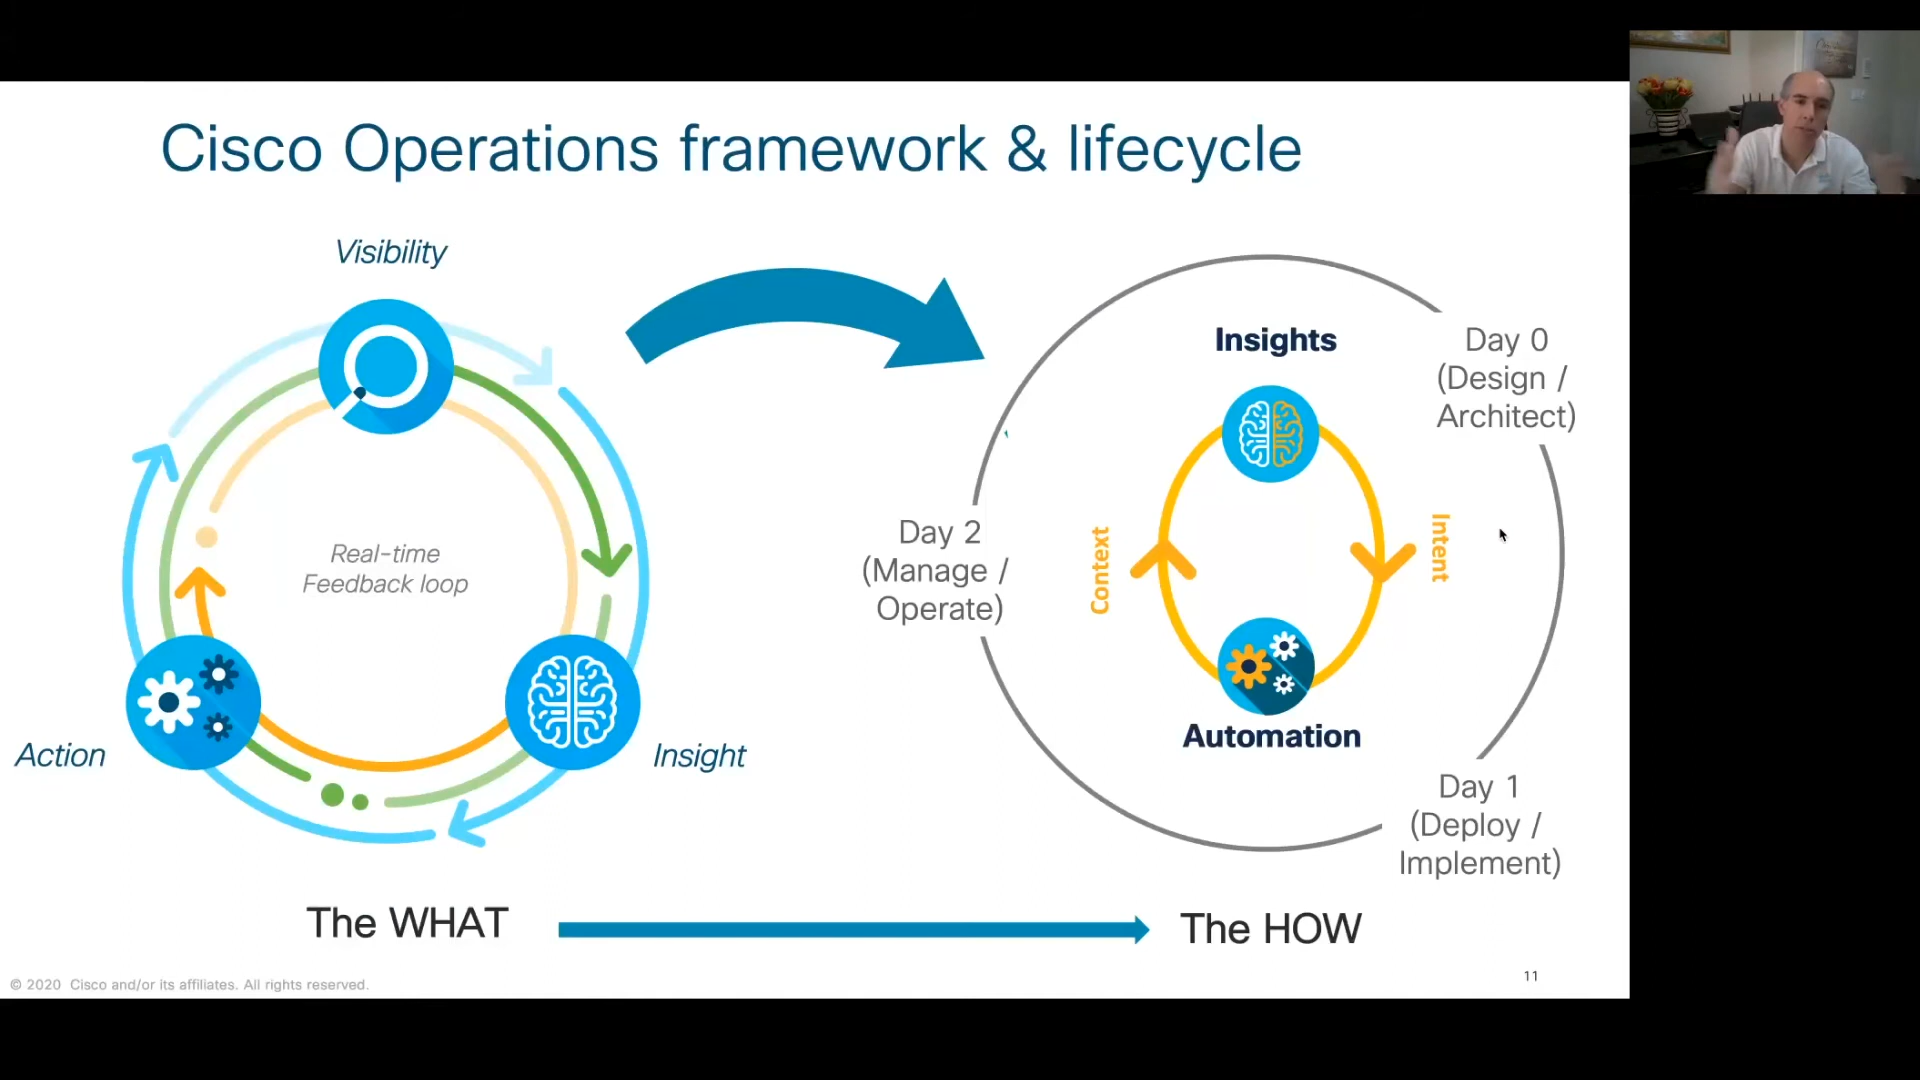 Cisco Operations framework & lifecycle
Visibility
Real-time
Feedback loop
Action
Insight
The WHAT
Insights
Context
Intent
Automation
Day 0
(Design /
Architect)
Day 2
(Manage /
Operate)
Day 1
(Deploy /
Implement)
The HOW
© 2020 Cisco and/or its affiliates. All rights reserved.
11